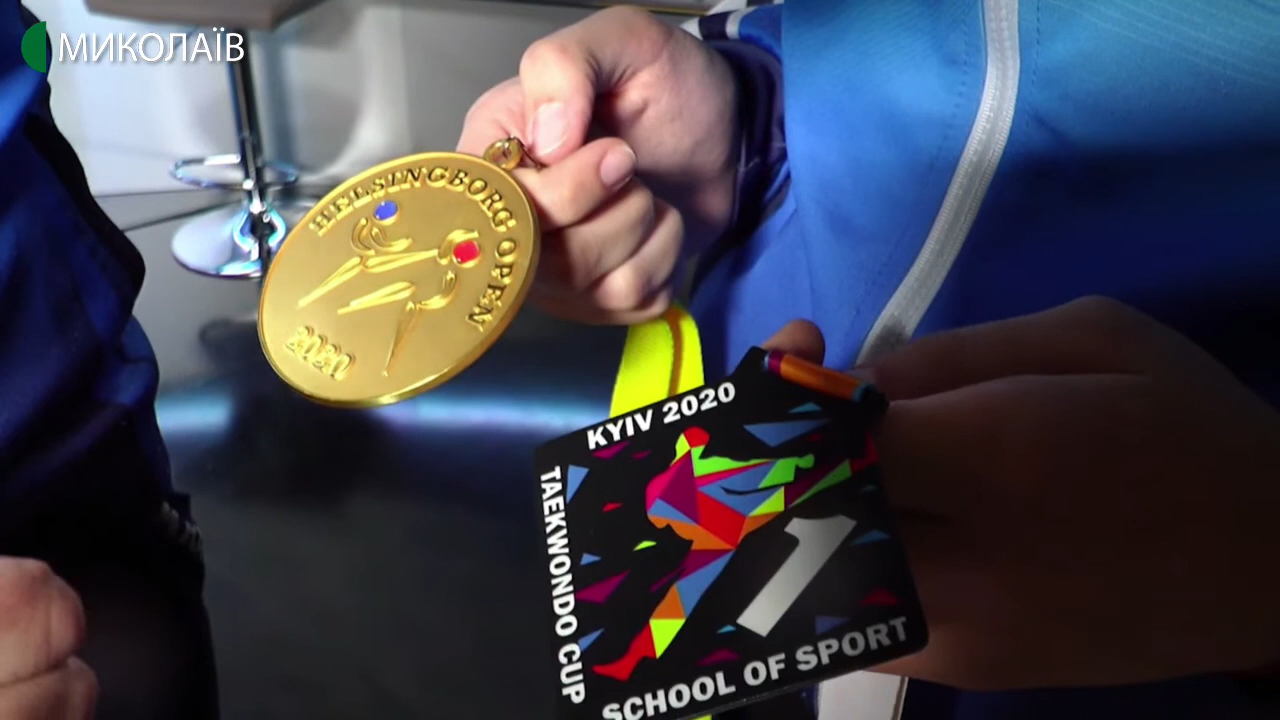 МИКОЛАЇВ
HELSINGBORG OPEN
2020
KYIV 2020
TAEKWONDO CUP
1
SCHOOL OF SPORT